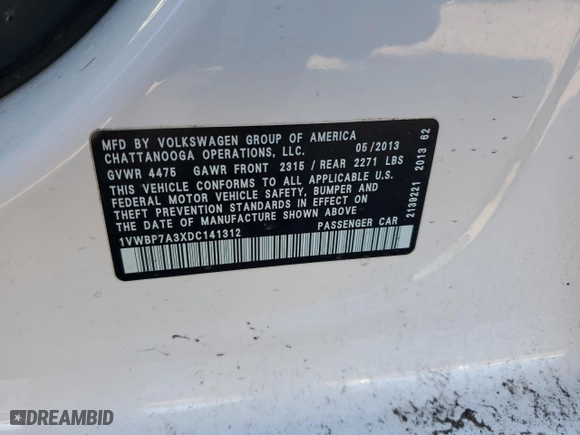 MFD BY VOLKSWAGEN GROUP OF AMERICA
CHATTANOOGA OPERATIONS, LLC. 05/2013
GVWR 4475 GAWR FRONT 2315 / REAR 2271 LBS
THIS VEHICLE CONFORMS TO ALL APPLICABLE U.S.
FEDERAL MOTOR VEHICLE SAFETY, BUMPER AND
THEFT PREVENTION STANDARDS IN EFFECT ON
THE DATE OF MANUFACTURE SHOWN ABOVE
1VWBP7A3XDC141312 PASSENGER CAR
2139221 2013 62
DREAMBID